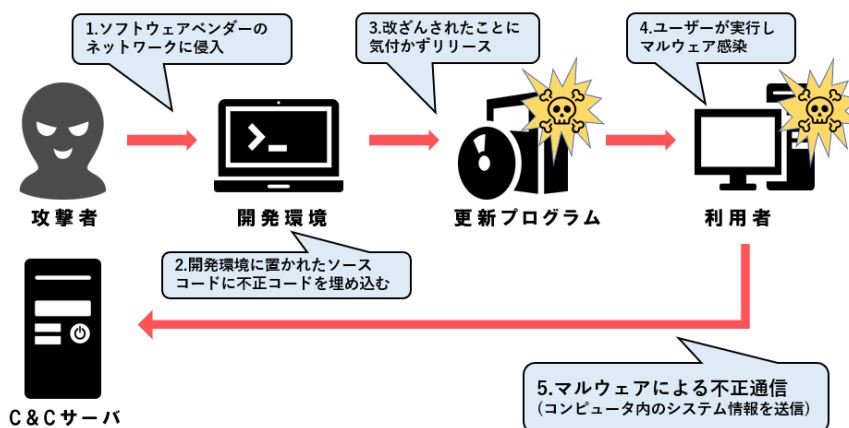 1.ソフトウェアベンダーの
ネットワークに侵入
3.改ざんされたことに
気付かずリリース
4.ユーザーが実行し
マルウェア感染
攻撃者
開発環境
更新プログラム
利用者
2.開発環境に置かれたソース
コードに不正コードを埋め込む
5.マルウェアによる不正通信
(コンピュータ内のシステム情報を送信)
C&Cサーバ